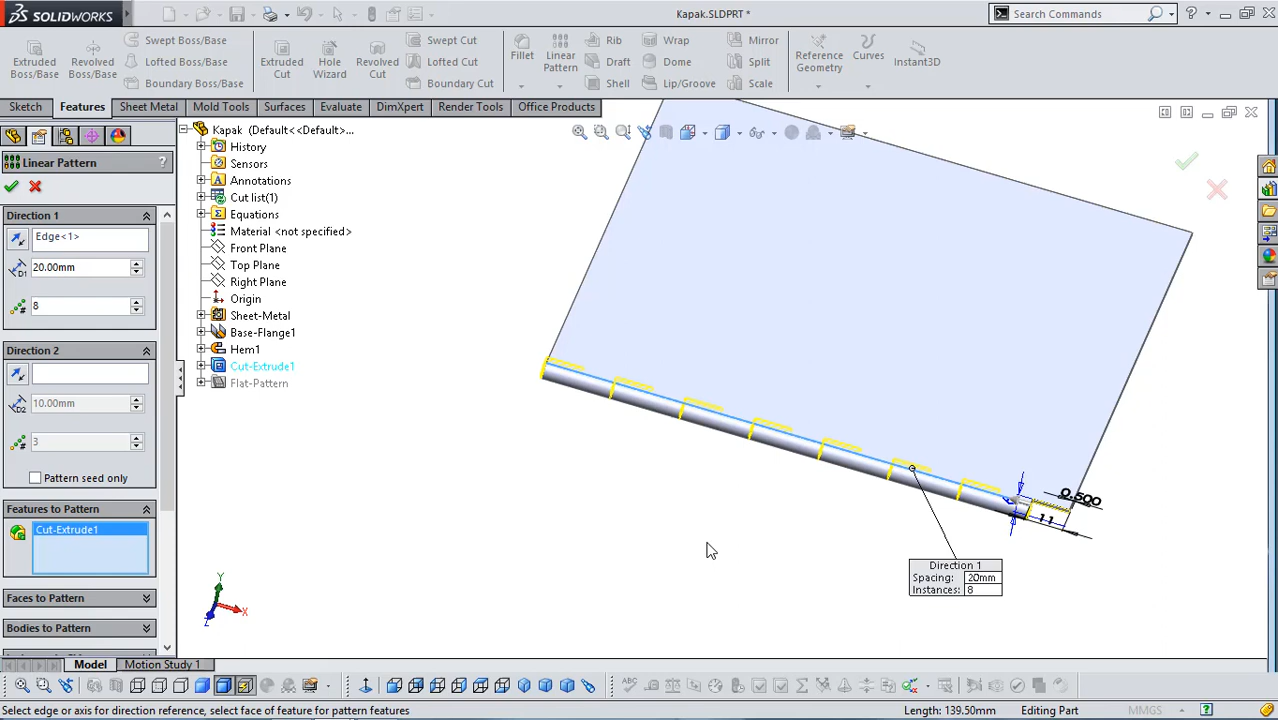 SOLIDWORKS
Kapak.SLDPRT *
Search Commands
Extruded Boss/Base
Revolved Boss/Base
Swept Boss/Base
Lofted Boss/Base
Boundary Boss/Base
Extruded Cut
Hole Wizard
Revolved Cut
Swept Cut
Lofted Cut
Boundary Cut
Fillet
Linear Pattern
Rib
Draft
Shell
Wrap
Dome
Lip/Groove
Mirror
Split
Scale
Reference Geometry
Curves
Instant3D
Sketch
Features
Sheet Metal
Mold Tools
Surfaces
Evaluate
DimXpert
Render Tools
Office Products
Linear Pattern
?
Direction 1
Edge<1>
D1
20.00mm
8
Direction 2
D2
10.00mm
3
Pattern seed only
Features to Pattern
Cut-Extrude1
Faces to Pattern
Bodies to Pattern
Kapak (Default<<Default>...
History
Sensors
Annotations
Cut list(1)
Equations
Material <not specified>
Front Plane
Top Plane
Right Plane
Origin
Sheet-Metal
Base-Flange1
Hem1
Cut-Extrude1
Flat-Pattern
0.500
11
Direction 1
Spacing: 20mm
Instances: 8
Y
X
Z
Model
Motion Study 1
Select edge or axis for direction reference, select face of feature for pattern features
Length: 139.50mm
Editing Part
MMGS